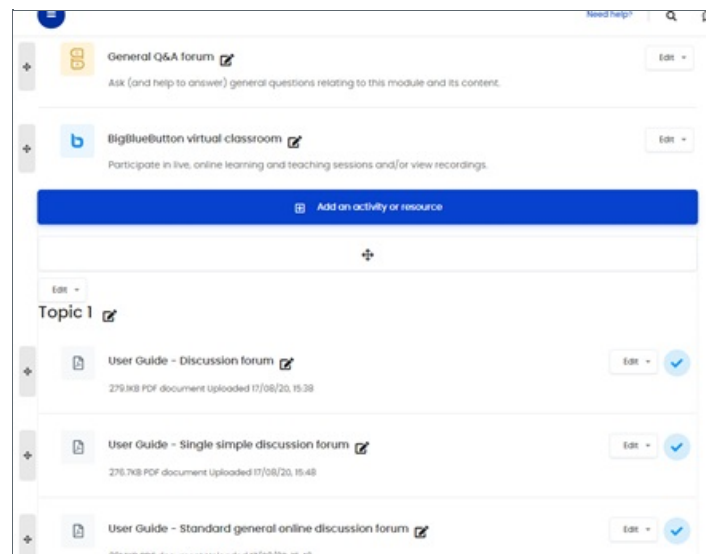 Need help?
General Q&A forum
Edit
Ask (and help to answer) general questions relating to this module and its content.
BigBlueButton virtual classroom
Edit
Participate in live, online learning and teaching sessions and/or view recordings.
Add an activity or resource
Edit
Topic 1
User Guide - Discussion forum
Edit
279.1KB PDF document Uploaded 17/08/20, 15:38
User Guide - Single simple discussion forum
Edit
276.7KB PDF document Uploaded 17/08/20, 15:48
User Guide - Standard general online discussion forum
Edit